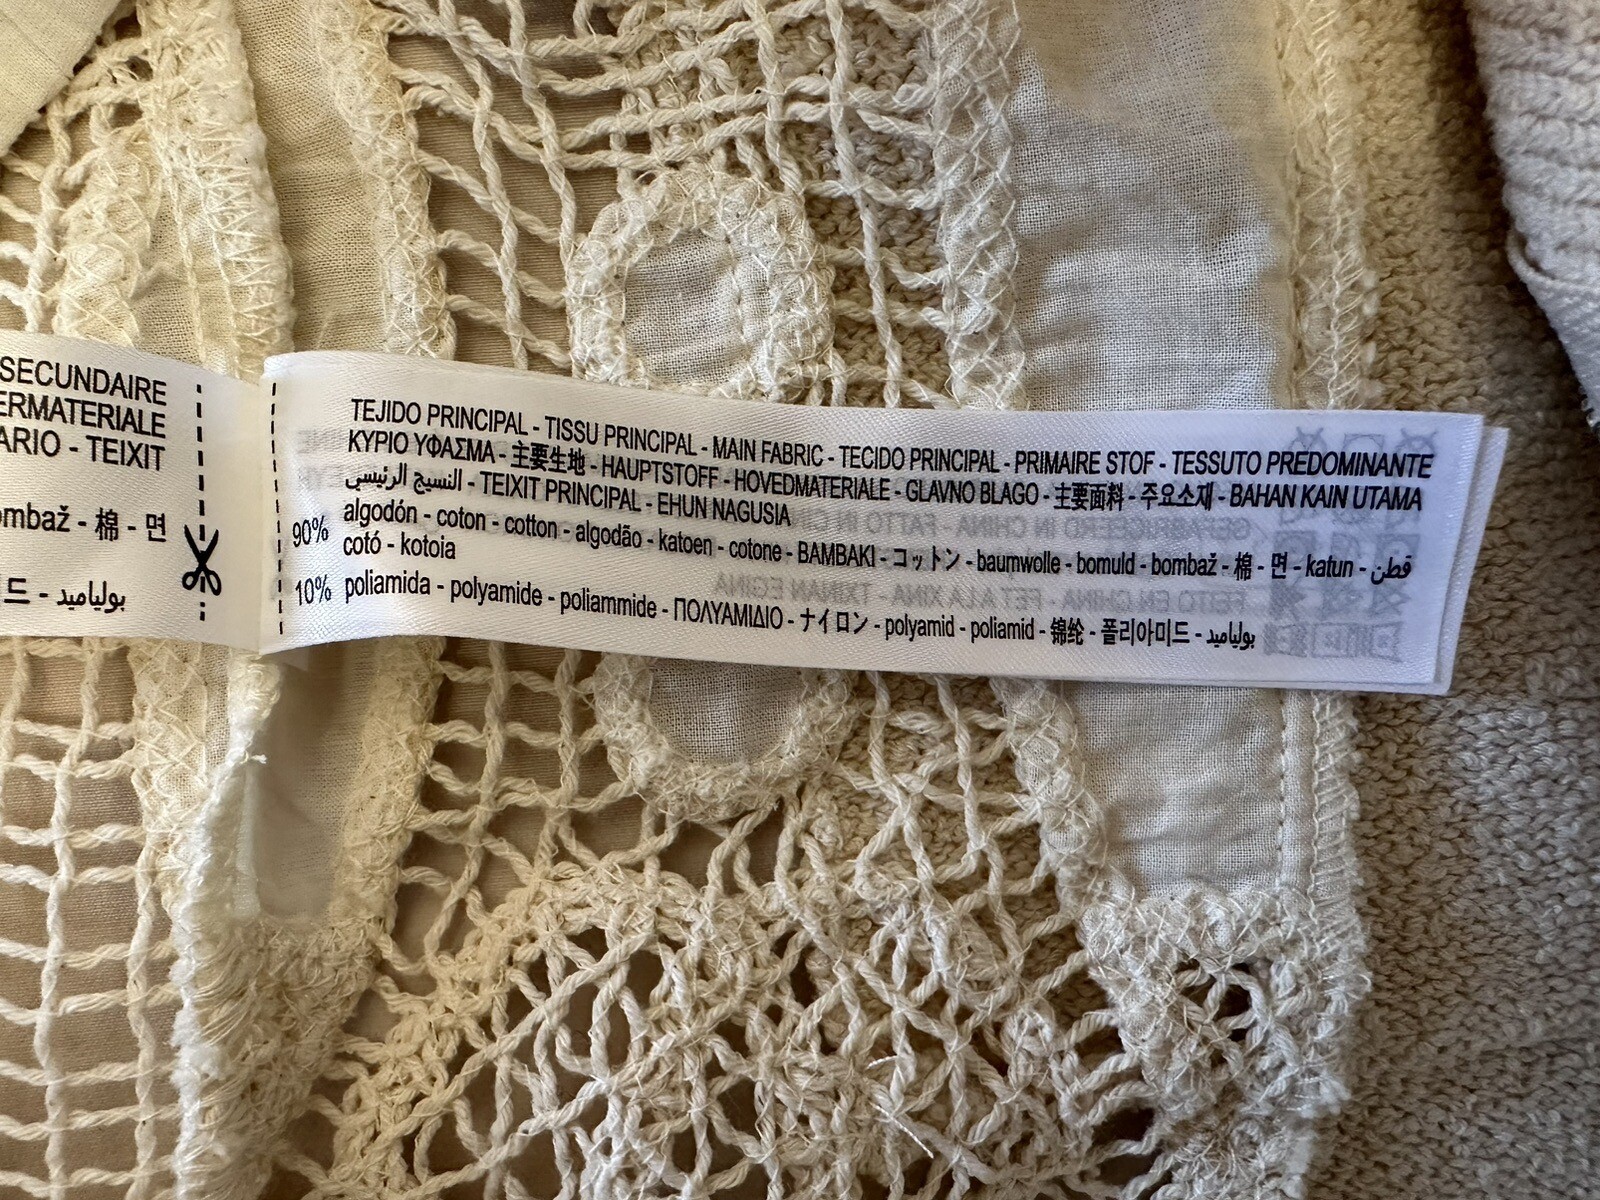 SECUNDAIRE
ERMATERIALE
ARIO - TEIXIT
ombaž - 棉 - 면
미드 - بولياميد
TEJIDO PRINCIPAL - TISSU PRINCIPAL - MAIN FABRIC - TECIDO PRINCIPAL - PRIMAIRE STOF - TESSUTO PREDOMINANTE
ΚΥΡΙΟ ΥΦΑΣΜΑ - 主要生地 - HAUPTSTOFF - HOVEDMATERIALE - GLAVNO BLAGO - 主要面料 - 주요소재 - BAHAN KAIN UTAMA
النسيج الرئيسي - TEIXIT PRINCIPAL - EHUN NAGUSIA
90% algodón - coton - cotton - algodão - katoen - cotone - BAMBAKI - コットン - baumwolle - bomuld - bombaž - 棉 - 면 - katun - قطن
cotó - kotoia
10% poliamida - polyamide - poliammide - ΠΟΛΥΑΜΙΔΙΟ - ナイロン - polyamid - poliamid - 锦纶 - 폴리아미드 - بولياميد